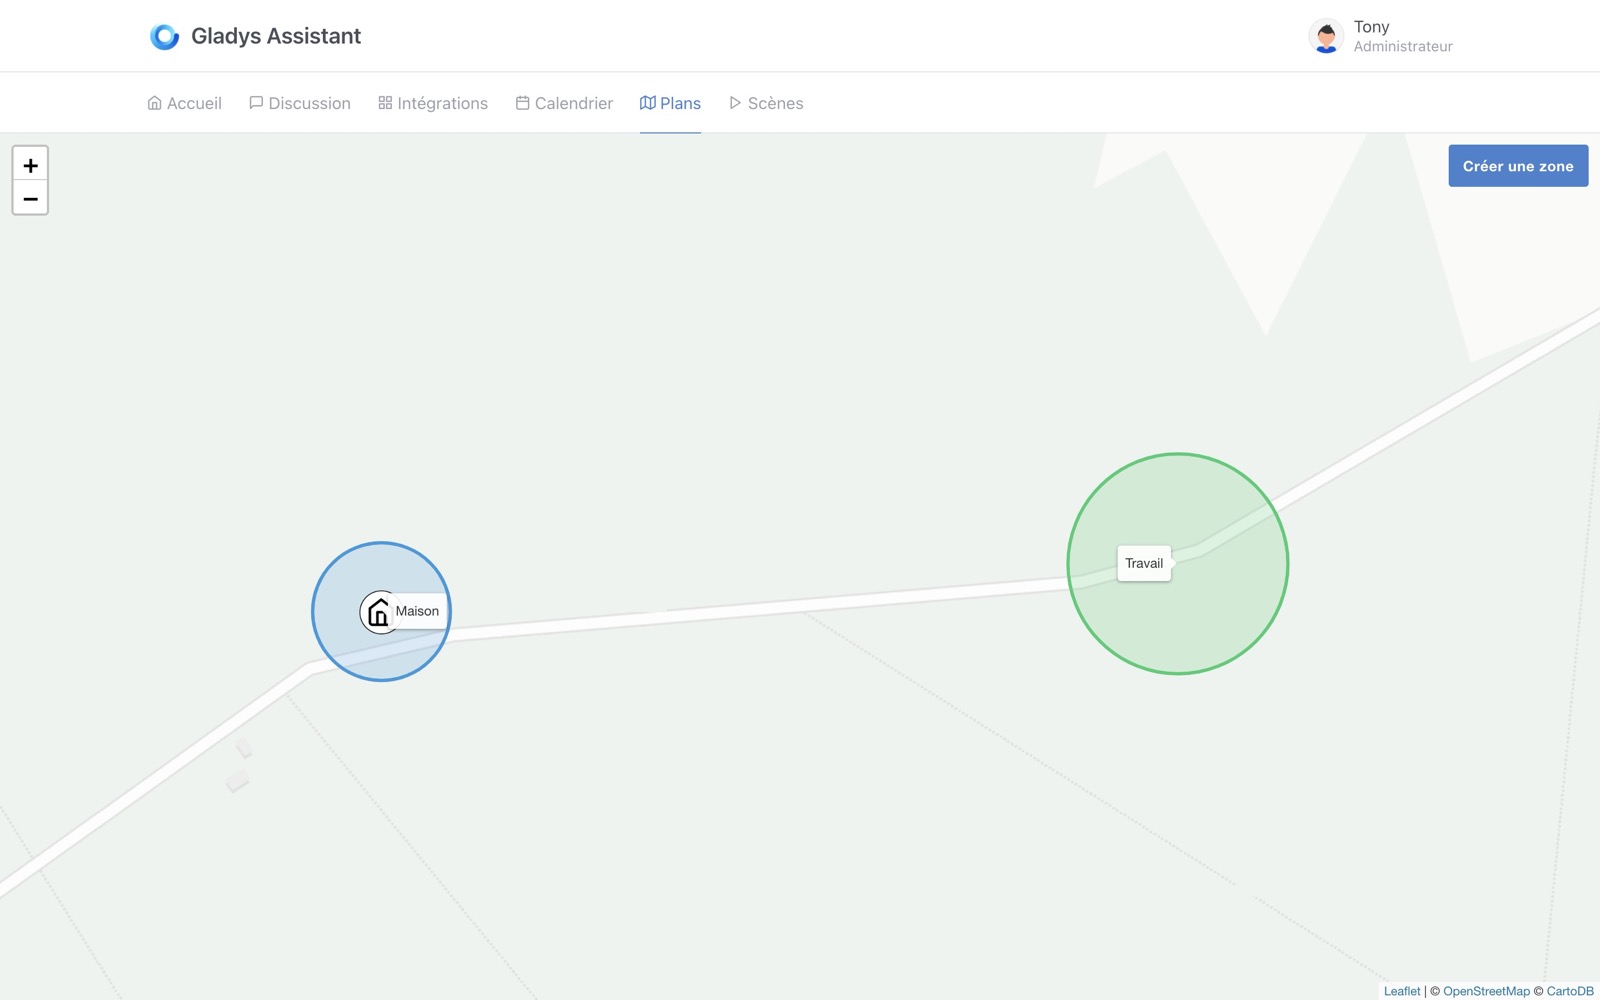 Gladys Assistant
Tony
Administrateur
Accueil
Discussion
Intégrations
Calendrier
Plans
Scènes
+
−
Créer une zone
Travail
Maison
Leaflet | © OpenStreetMap © CartoDB